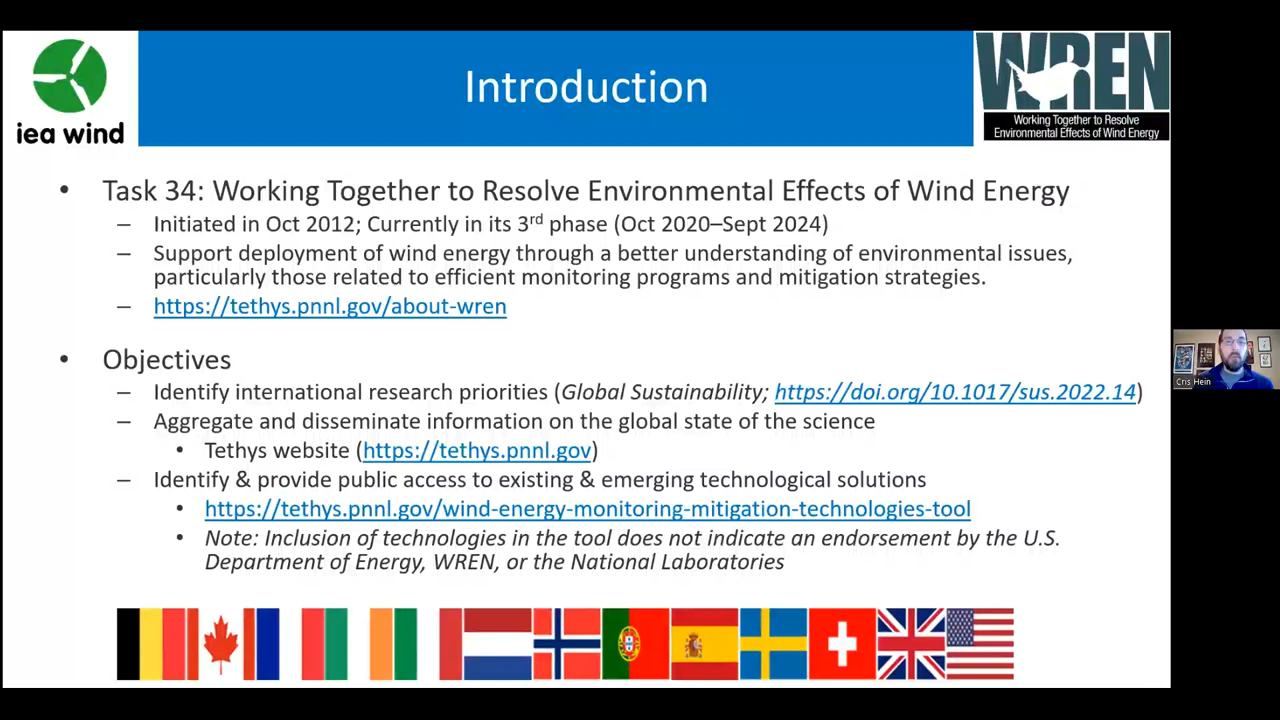 iea wind
Introduction
WREN
Working Together to Resolve
Environmental Effects of Wind Energy
• Task 34: Working Together to Resolve Environmental Effects of Wind Energy
– Initiated in Oct 2012; Currently in its 3rd phase (Oct 2020–Sept 2024)
– Support deployment of wind energy through a better understanding of environmental issues,
particularly those related to efficient monitoring programs and mitigation strategies.
– https://tethys.pnnl.gov/about-wren
• Objectives
– Identify international research priorities (Global Sustainability; https://doi.org/10.1017/sus.2022.14)
– Aggregate and disseminate information on the global state of the science
• Tethys website (https://tethys.pnnl.gov)
– Identify & provide public access to existing & emerging technological solutions
• https://tethys.pnnl.gov/wind-energy-monitoring-mitigation-technologies-tool
• Note: Inclusion of technologies in the tool does not indicate an endorsement by the U.S.
Department of Energy, WREN, or the National Laboratories
Cris Hein